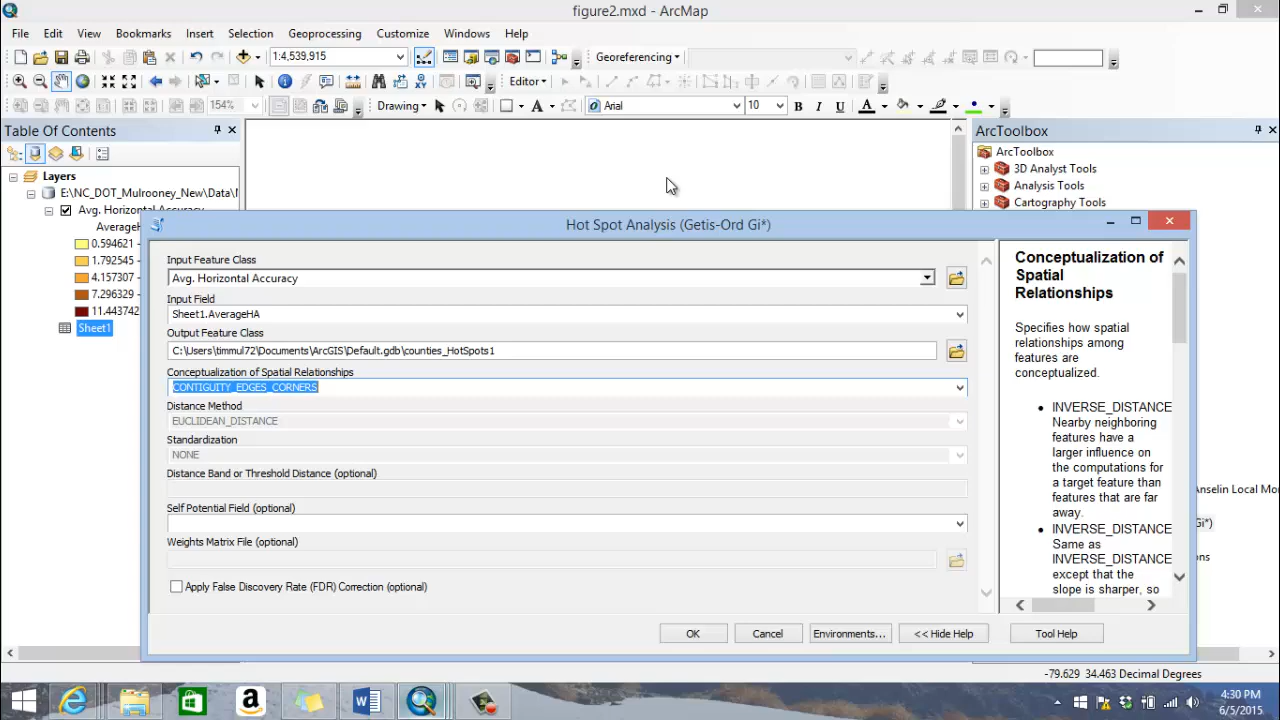 figure2.mxd - ArcMap
File Edit View Bookmarks Insert Selection Geoprocessing Customize Windows Help
1:4,539,915 Georeferencing
Editor
154% Drawing Arial 10 B I U A
Table Of Contents
Layers
E:\NC_DOT_Mulrooney_New\Data\
Avg. Horizontal Accuracy
AverageH
0.594621
1.792545
4.157307
7.296329
11.443742
Sheet1
ArcToolbox
ArcToolbox
3D Analyst Tools
Analysis Tools
Cartography Tools
Anselin Local Mor
Gi*)
ons
Hot Spot Analysis (Getis-Ord Gi*)
Input Feature Class
Avg. Horizontal Accuracy
Input Field
Sheet1.AverageHA
Output Feature Class
C:\Users\timmul72\Documents\ArcGIS\Default.gdb\counties_HotSpots1
Conceptualization of Spatial Relationships
CONTIGUITY_EDGES_CORNERS
Distance Method
EUCLIDEAN_DISTANCE
Standardization
NONE
Distance Band or Threshold Distance (optional)
Self Potential Field (optional)
Weights Matrix File (optional)
Apply False Discovery Rate (FDR) Correction (optional)
OK Cancel Environments... << Hide Help Tool Help
Conceptualization of
Spatial
Relationships
Specifies how spatial
relationships among
features are
conceptualized.
INVERSE_DISTANCE
Nearby neighboring
features have a
larger influence on
the computations for
a target feature than
features that are far
away.
INVERSE_DISTANCE
Same as
INVERSE_DISTANCE
except that the
slope is sharper, so
-79.629 34.463 Decimal Degrees
4:30 PM
6/5/2015